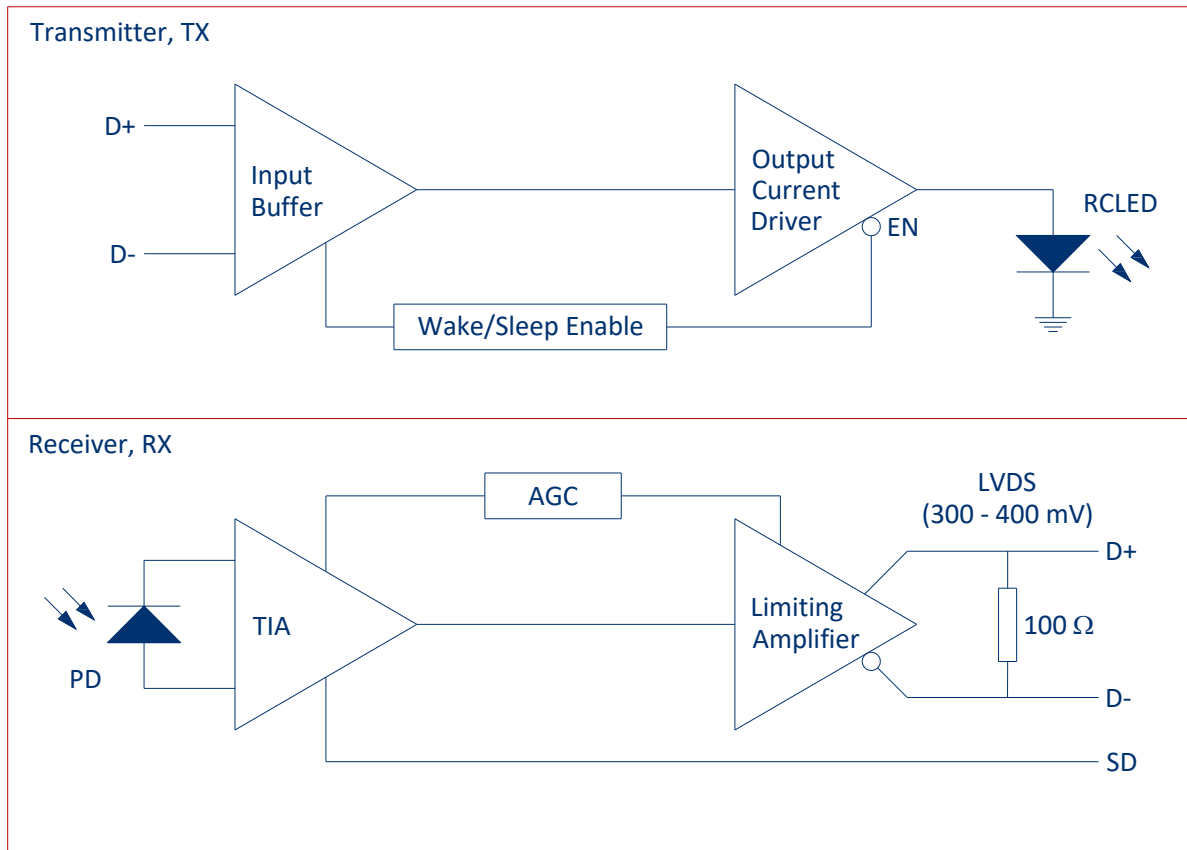 Transmitter, TX
D+
D-
Input
Buffer
Output
Current
Driver
EN
RCLED
Wake/Sleep Enable
Receiver, RX
AGC
LVDS
(300 - 400 mV)
D+
PD
TIA
Limiting
Amplifier
100 Ω
D-
SD